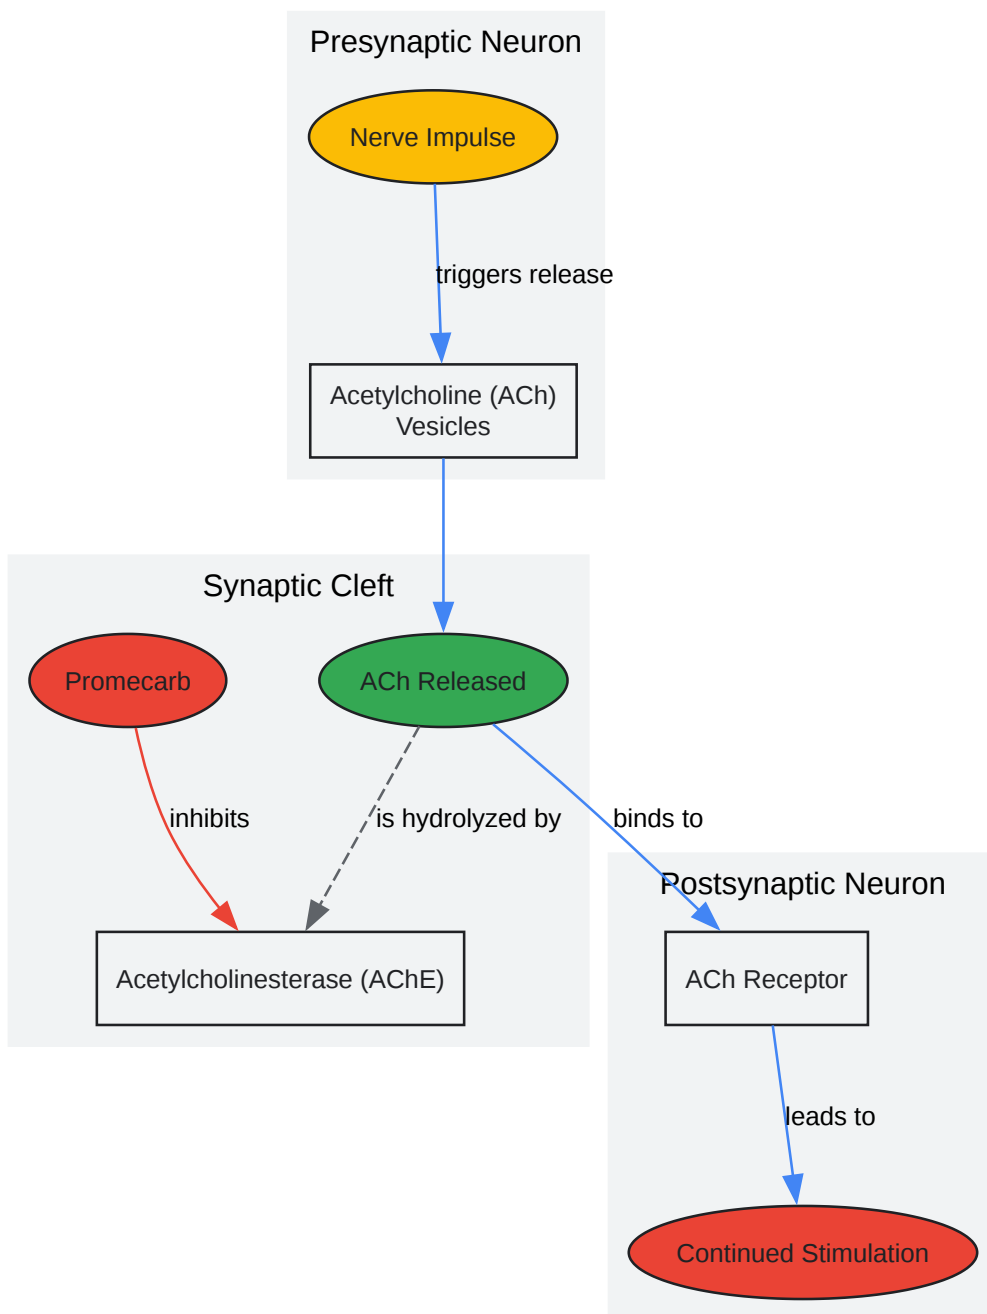 Presynaptic Neuron
Nerve Impulse
triggers release
Acetylcholine (ACh)
Vesicles
Synaptic Cleft
Promecarb
ACh Released
inhibits
is hydrolyzed by
binds to
Postsynaptic Neuron
Acetylcholinesterase (AChE)
ACh Receptor
leads to
Continued Stimulation